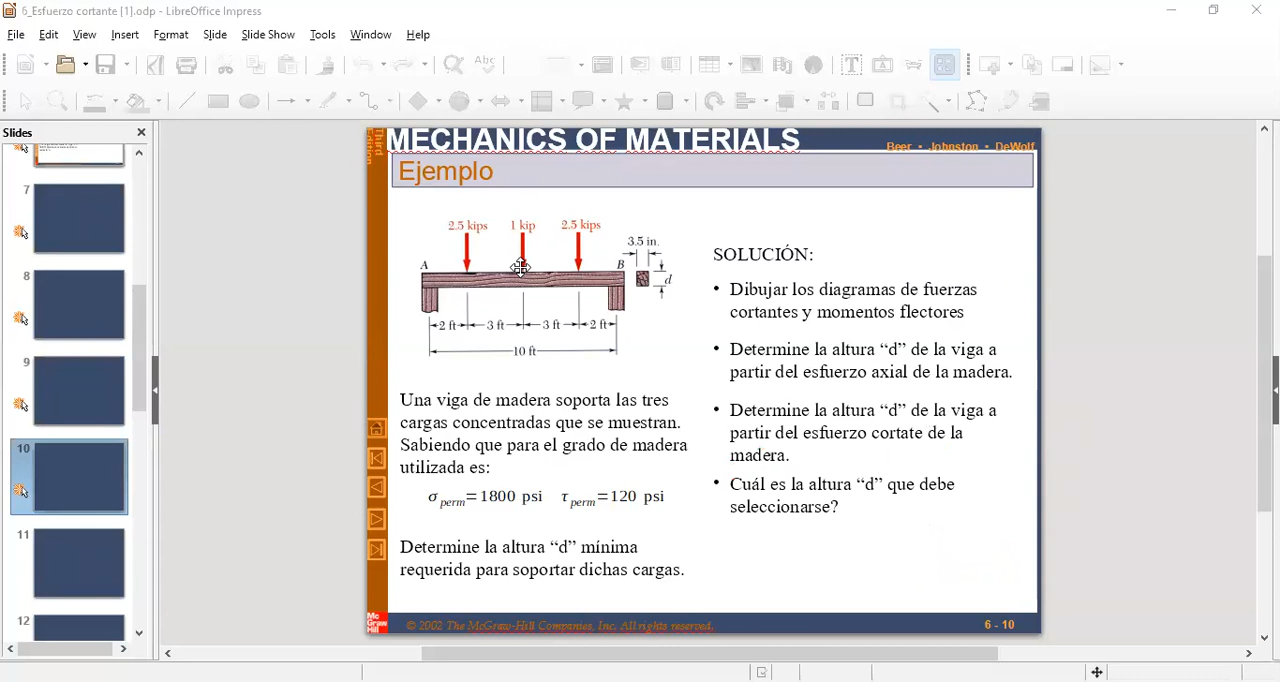 6_Esfuerzo cortante [1].odp - LibreOffice Impress
File Edit View Insert Format Slide Slide Show Tools Window Help
Slides
7
8
9
10
11
12
MECHANICS OF MATERIALS
Third
Edition
Beer • Johnston • DeWolf
Ejemplo
2.5 kips 1 kip 2.5 kips
3.5 in.
A B
d
2 ft 3 ft 3 ft 2 ft
10 ft
Una viga de madera soporta las tres
cargas concentradas que se muestran.
Sabiendo que para el grado de madera
utilizada es:
σ perm = 1800 psi τ perm = 120 psi
Determine la altura “d” mínima
requerida para soportar dichas cargas.
SOLUCIÓN:
• Dibujar los diagramas de fuerzas
cortantes y momentos flectores
• Determine la altura “d” de la viga a
partir del esfuerzo axial de la madera.
• Determine la altura “d” de la viga a
partir del esfuerzo cortate de la
madera.
• Cuál es la altura “d” que debe
seleccionarse?
Mc
Graw
Hill
© 2002 The McGraw-Hill Companies, Inc. All rights reserved.
6 - 10